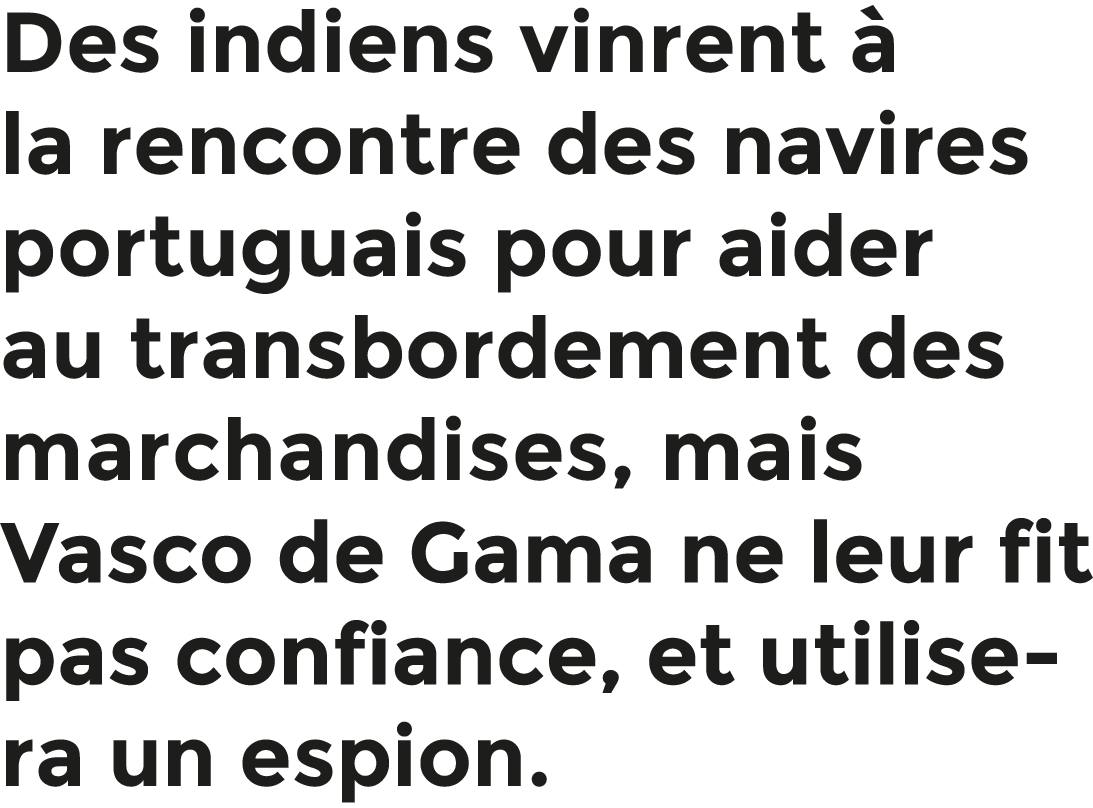 Des indiens vinrent à
la rencontre des navires
portuguais pour aider
au transbordement des
marchandises, mais
Vasco de Gama ne leur fit
pas confiance, et utilise-
ra un espion.